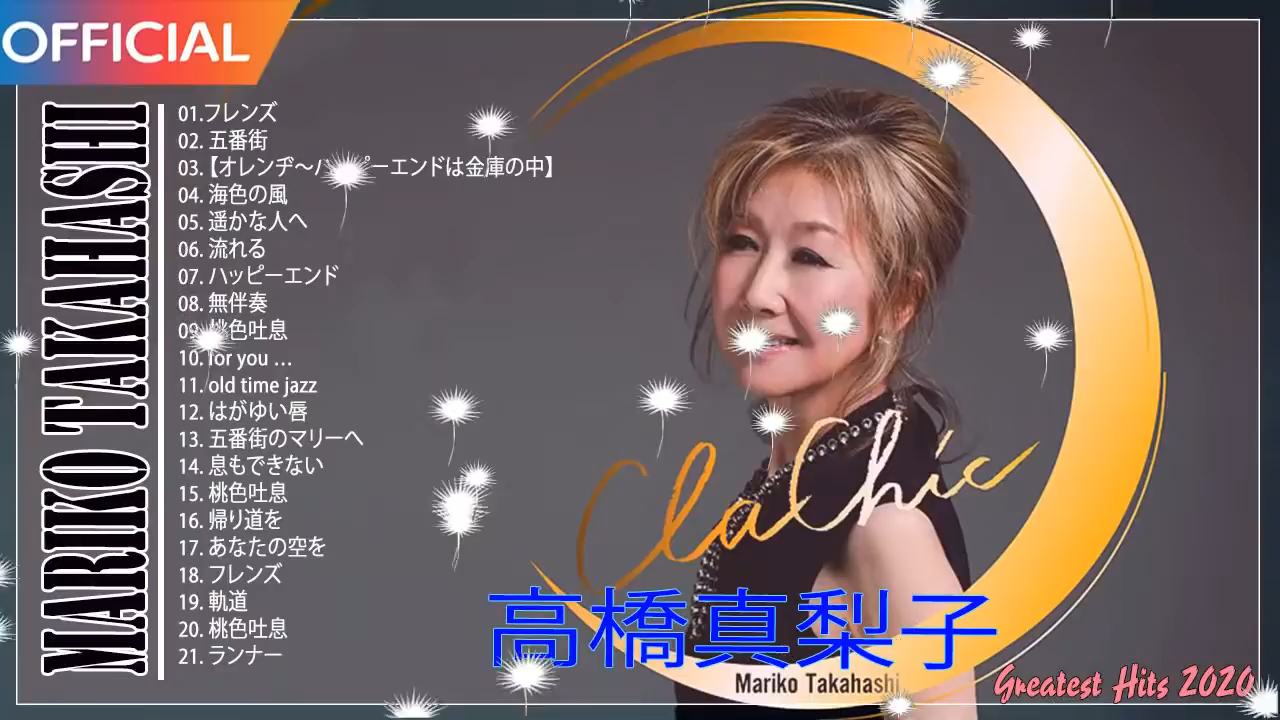 OFFICIAL
MARIKO TAKAHASHI
01.フレンズ
02. 五番街
03.【オレンヂ〜ハッピーエンドは金庫の中】
04. 海色の風
05. 遥かな人へ
06. 流れる
07. ハッピーエンド
08. 無伴奏
09. 桃色吐息
10. for you ...
11. old time jazz
12. はがゆい唇
13. 五番街のマリーへ
14. 息もできない
15. 桃色吐息
16. 帰り道を
17. あなたの空を
18. フレンズ
19. 軌道
20. 桃色吐息
21. ランナー
ClaChic
高橋真梨子
Mariko Takahashi
Greatest Hits 2020